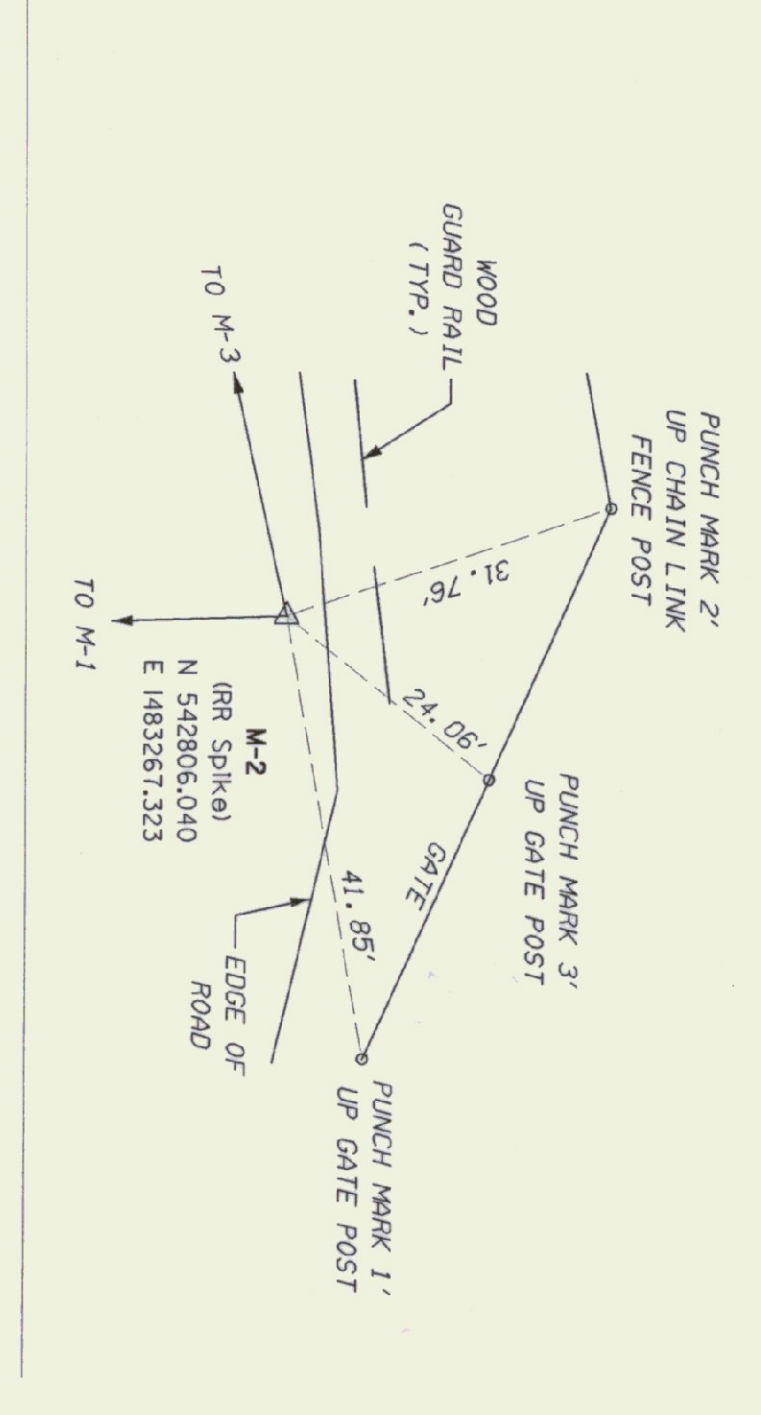 PUNCH MARK 2'
UP CHAIN LINK
FENCE POST
WOOD
GUARD RAIL
(TYP.)
PUNCH MARK 3'
UP GATE POST
31.76'
24.06'
GATE
TO M-3
41.85'
PUNCH MARK 1'
UP GATE POST
M-2
(RR Spike)
N 542806.040
E 1483267.323
TO M-1
EDGE OF
ROAD